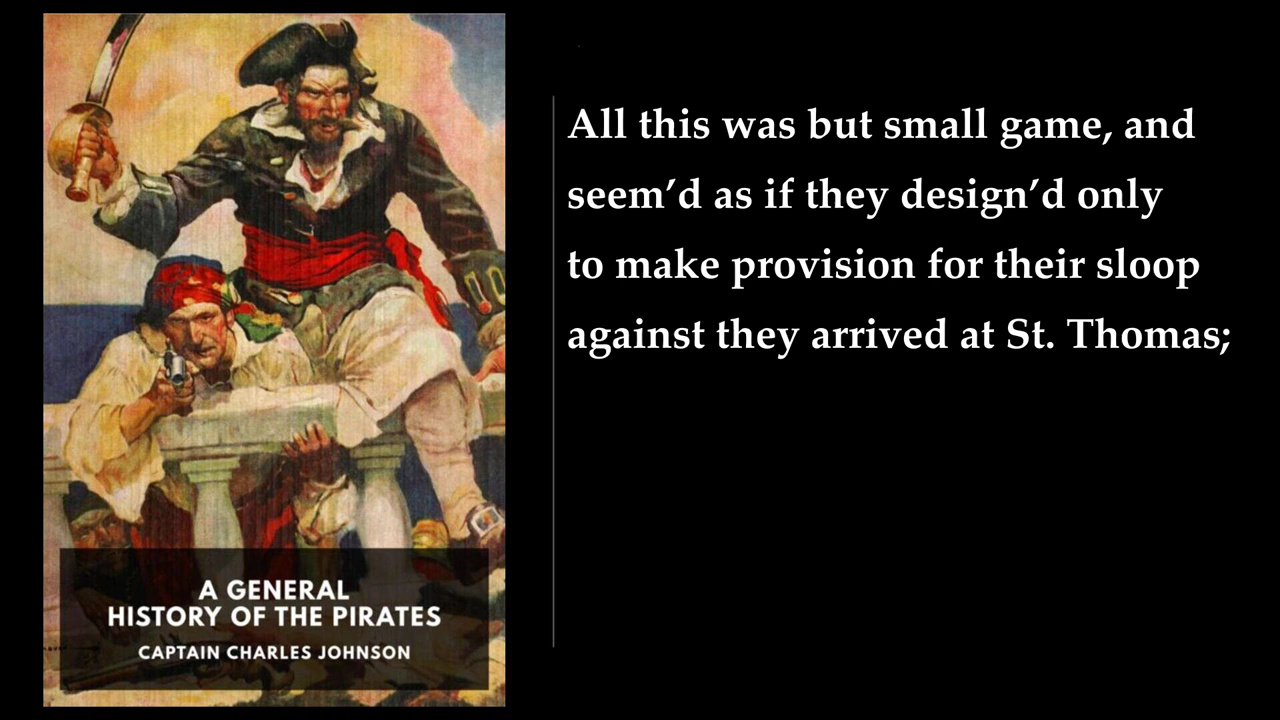 All this was but small game, and
seem’d as if they design’d only
to make provision for their sloop
against they arrived at St. Thomas;
A GENERAL
HISTORY OF THE PIRATES
CAPTAIN CHARLES JOHNSON